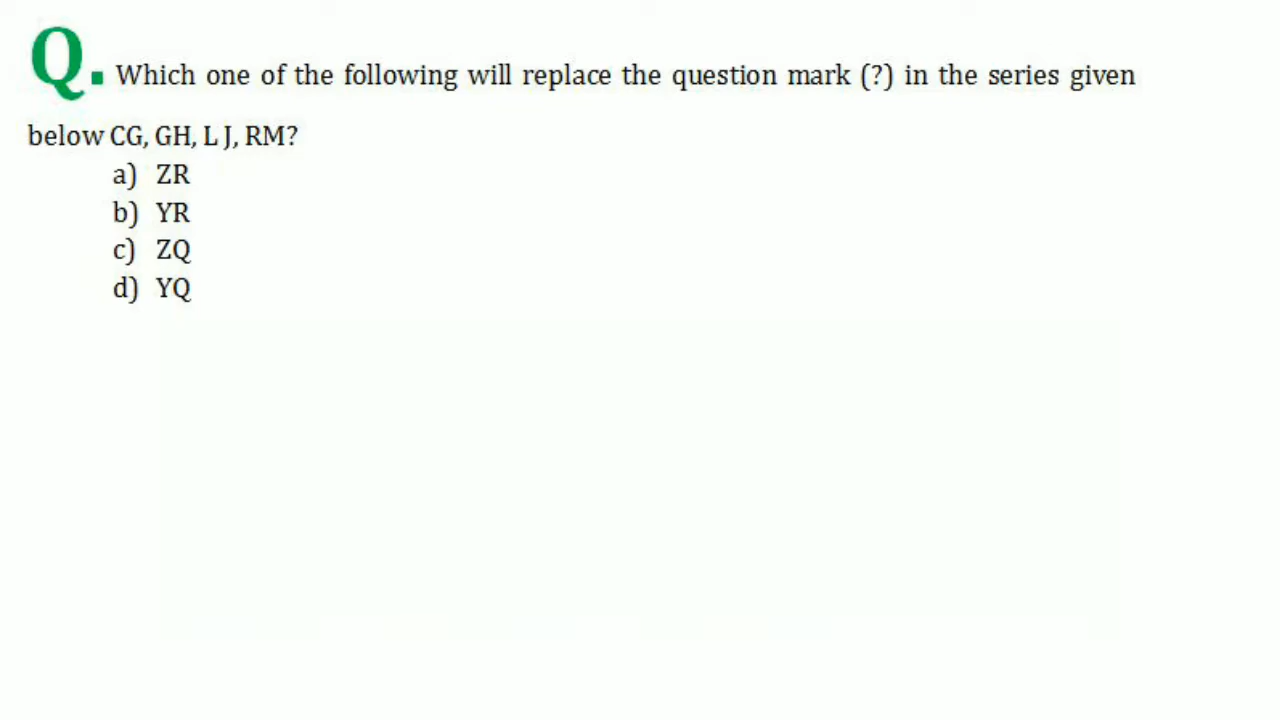 Q. Which one of the following will replace the question mark (?) in the series given
below CG, GH, L J, RM?
a) ZR
b) YR
c) ZQ
d) YQ